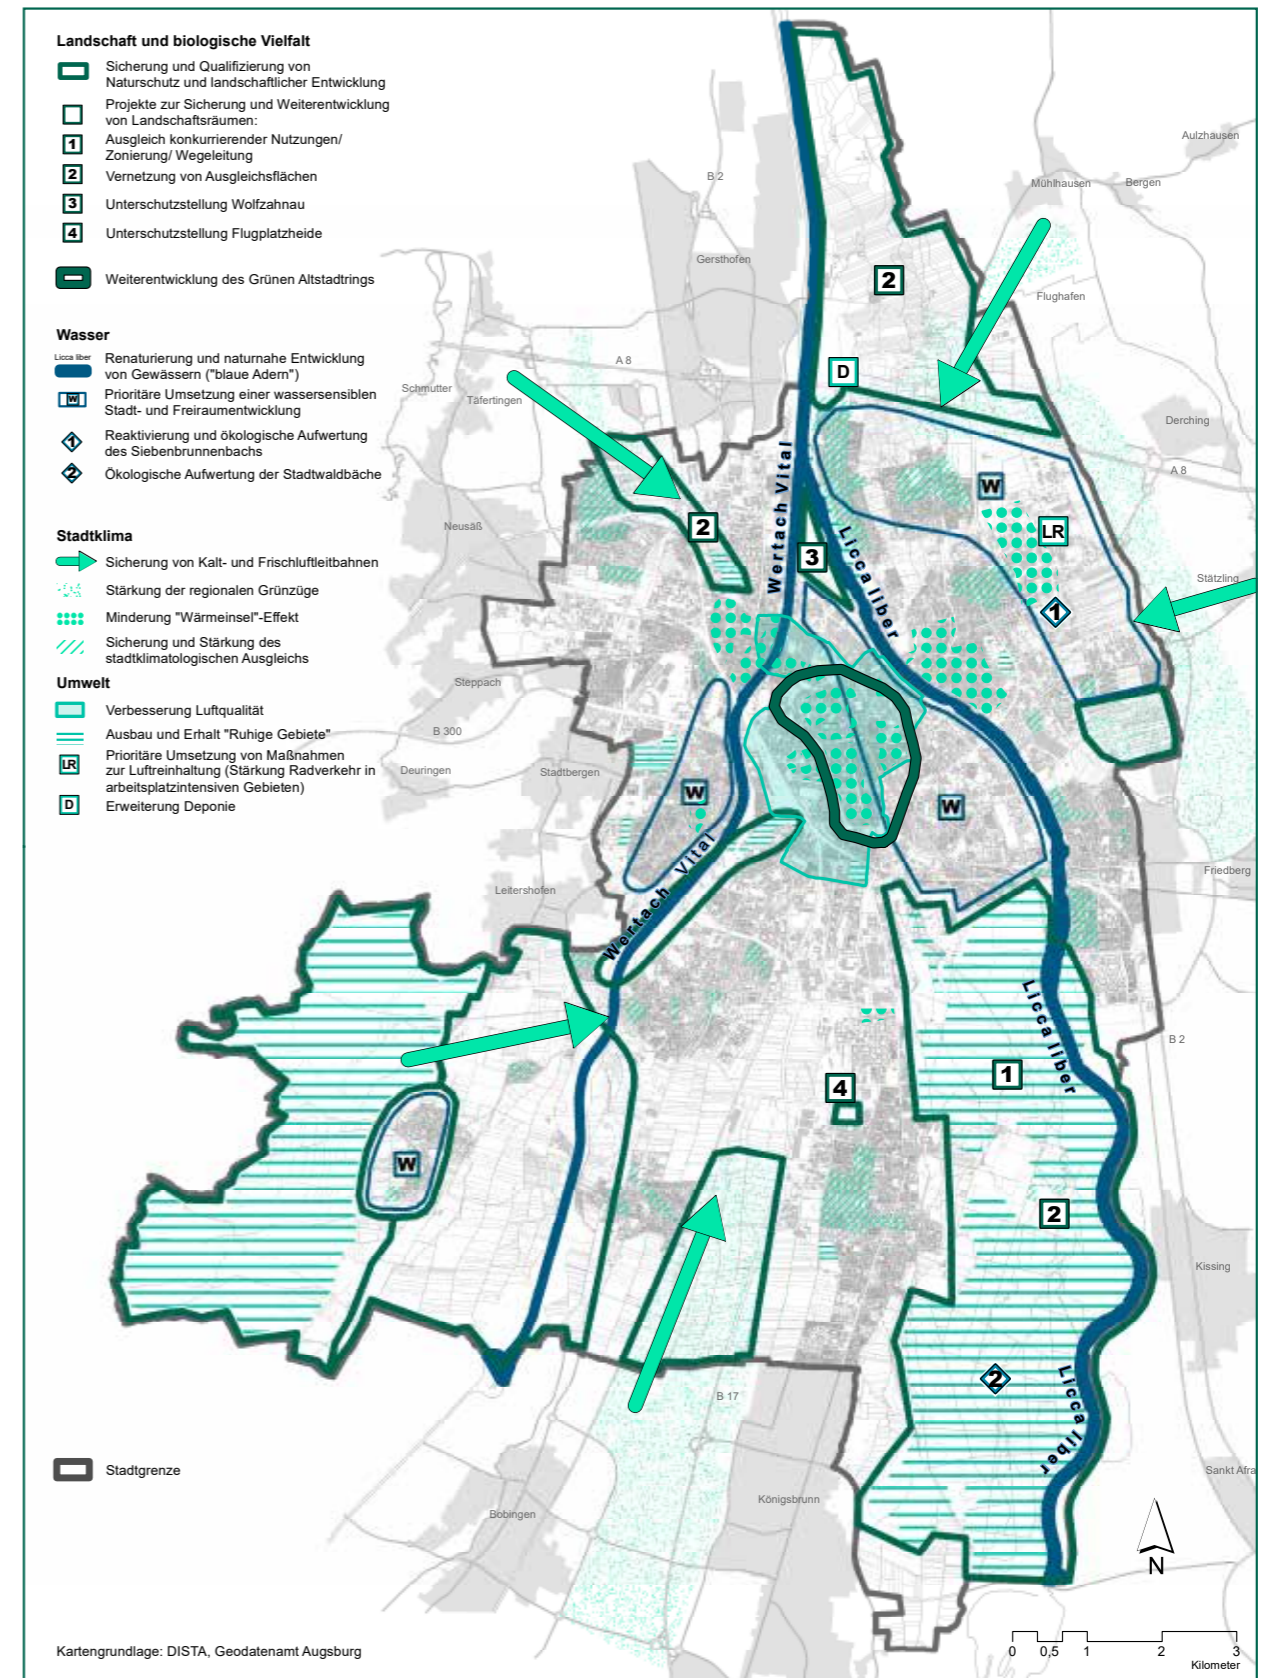 Landschaft und biologische Vielfalt
Sicherung und Qualifizierung von
Naturschutz und landschaftlicher Entwicklung
Projekte zur Sicherung und Weiterentwicklung
von Landschaftsräumen:
1 Ausgleich konkurrierender Nutzungen/
Zonierung/ Wegeleitung
2 Vernetzung von Ausgleichsflächen
3 Unterschutzstellung Wolfzahnau
4 Unterschutzstellung Flugplatzheide
Weiterentwicklung des Grünen Altstadtrings
Wasser
Licca liber Renaturierung und naturnahe Entwicklung
von Gewässern ("blaue Adern")
W Prioritäre Umsetzung einer wassersensiblen
Stadt- und Freiraumentwicklung
1 Reaktivierung und ökologische Aufwertung
des Siebenbrunnenbachs
2 Ökologische Aufwertung der Stadtwaldbäche
Stadtklima
Sicherung von Kalt- und Frischluftleitbahnen
Stärkung der regionalen Grünzüge
Minderung "Wärmeinsel"-Effekt
Sicherung und Stärkung des
stadtklimatologischen Ausgleichs
Umwelt
Verbesserung Luftqualität
Ausbau und Erhalt "Ruhige Gebiete"
LR Prioritäre Umsetzung von Maßnahmen
zur Luftreinhaltung (Stärkung Radverkehr in
arbeitsplatzintensiven Gebieten)
D Erweiterung Deponie
Stadtgrenze
Kartengrundlage: DISTA, Geodatenamt Augsburg
Aulzhausen
B 2
Mühlhausen
Bergen
Gersthofen
2
Flughafen
A 8
D
Schmutter
Täfertingen
Derching
Wertach Vital
A 8
W
Neusäß
2
LR
3
Licca liber
Stätzling
1
Steppach
B 300
Deuringen
Stadtbergen
W
W
Wertach Vital
Friedberg
Leitershofen
Licca liber
B 2
1
4
W
2
Kissing
2
Licca liber
B 17
Sankt Afra
Königsbrunn
Bobingen
N
0 0,5 1 2 3
Kilometer